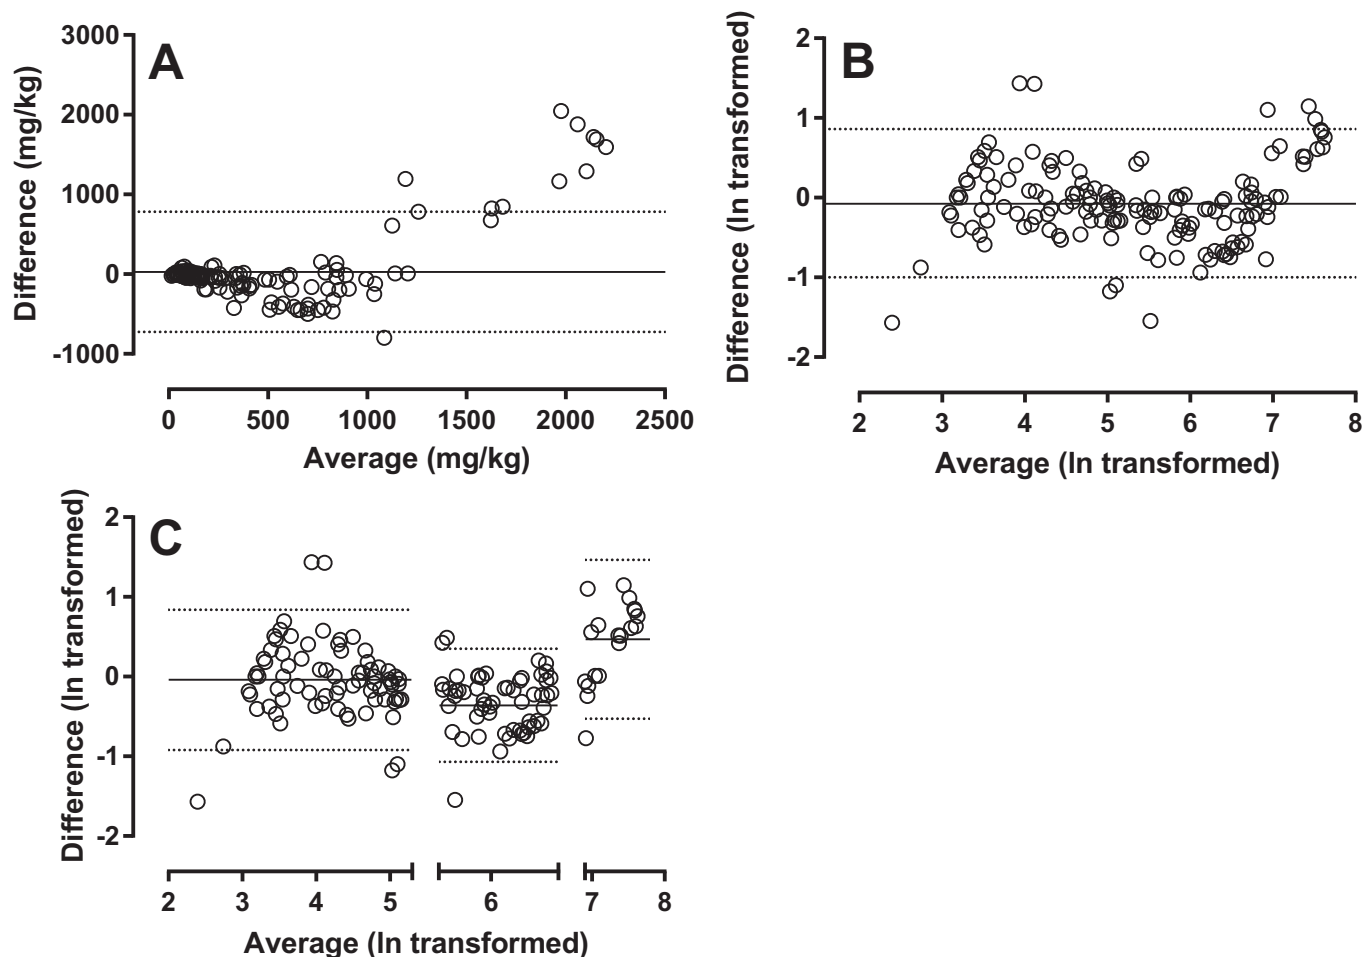 A
Difference (mg/kg)
3000
2000
1000
0
-1000
0 500 1000 1500 2000 2500
Average (mg/kg)
B
Difference (ln transformed)
2
1
0
-1
-2
2 3 4 5 6 7 8
Average (ln transformed)
C
Difference (ln transformed)
2
1
0
-1
-2
2 3 4 5 6 7 8
Average (ln transformed)